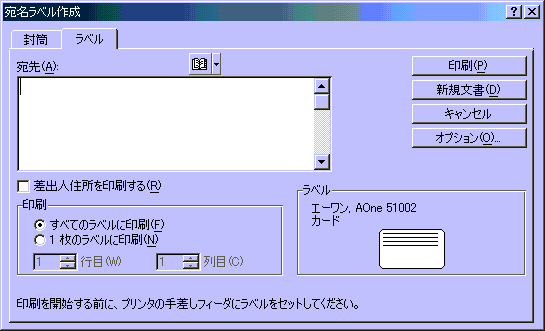 宛名ラベル作成
封筒
ラベル
宛先(A):
印刷(P)
新規文書(D)
キャンセル
オプション(O)...
差出人住所を印刷する(R)
印刷
すべてのラベルに印刷(F)
1 枚のラベルに印刷(N)
1 行目(W) 1 列目(C)
ラベル
エーワン, AOne 51002
カード
印刷を開始する前に、プリンタの手差しフィーダにラベルをセットしてください。